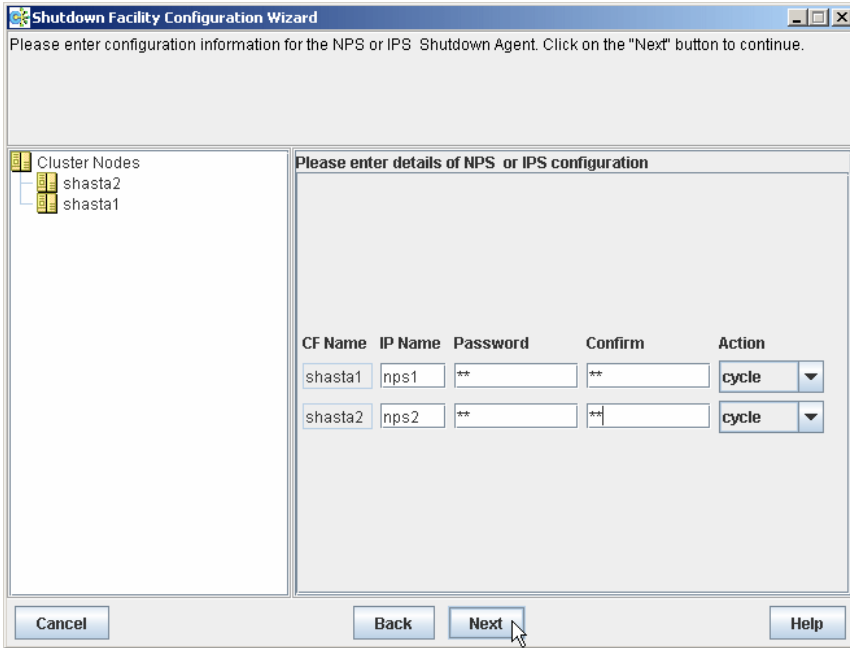 Shutdown Facility Configuration Wizard
Please enter configuration information for the NPS or IPS Shutdown Agent. Click on the "Next" button to continue.
Cluster Nodes
shasta2
shasta1
Please enter details of NPS or IPS configuration
CF Name IP Name Password Confirm Action
shasta1 nps1 ** ** cycle
shasta2 nps2 ** ** cycle
Cancel Back Next Help